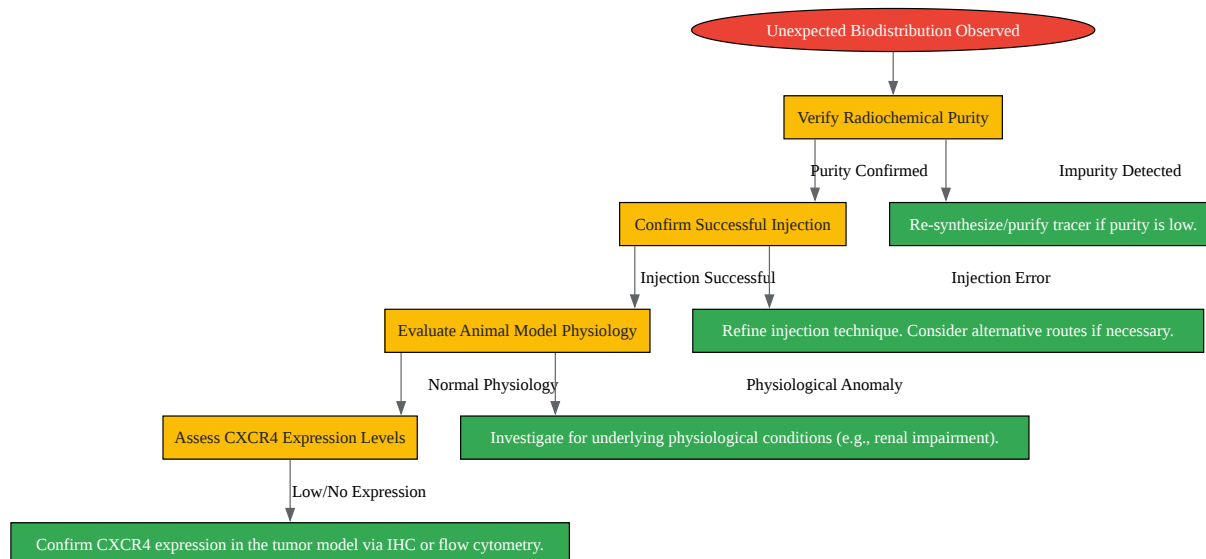 Unexpected Biodistribution Observed
Verify Radiochemical Purity
Purity Confirmed
Impurity Detected
Confirm Successful Injection
Re-synthesize/purify tracer if purity is low.
Injection Successful
Injection Error
Evaluate Animal Model Physiology
Refine injection technique. Consider alternative routes if necessary.
Normal Physiology
Physiological Anomaly
Assess CXCR4 Expression Levels
Investigate for underlying physiological conditions (e.g., renal impairment).
Low/No Expression
Confirm CXCR4 expression in the tumor model via IHC or flow cytometry.